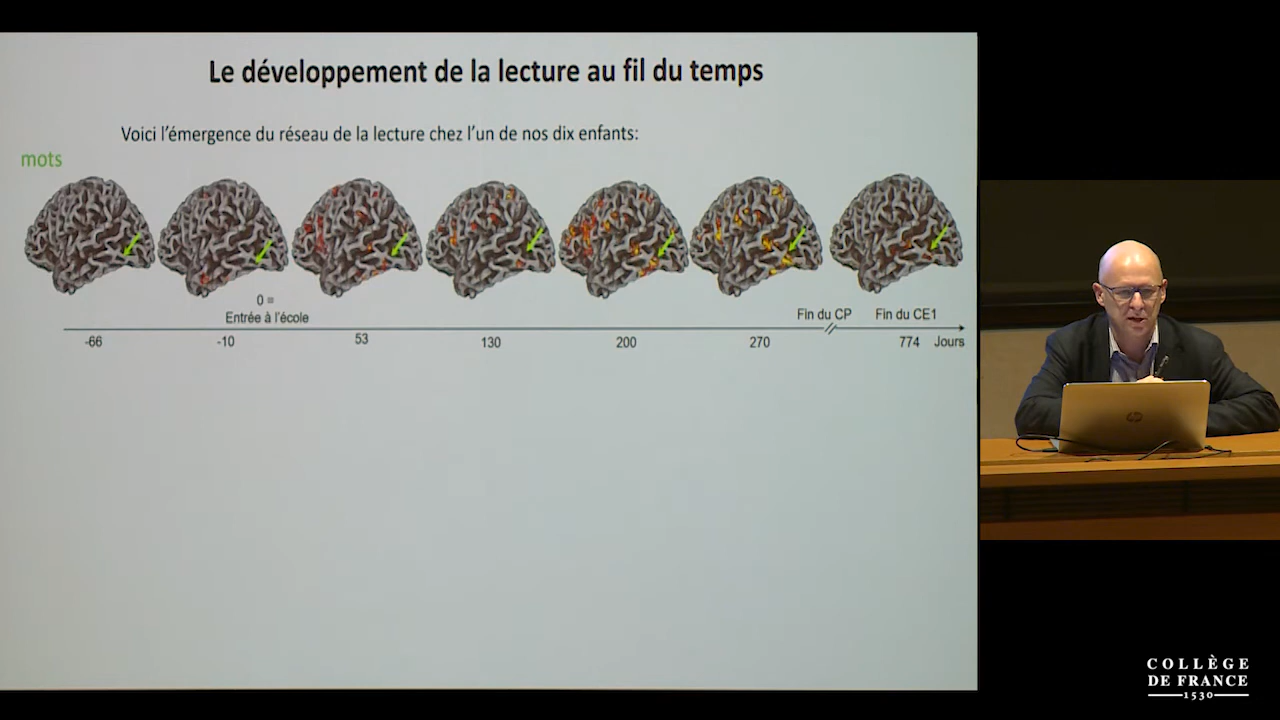 Le développement de la lecture au fil du temps
Voici l'émergence du réseau de la lecture chez l'un de nos dix enfants:
mots
0 =
Entrée à l'école
Fin du CP
Fin du CE1
-66
-10
53
130
200
270
774
Jours
hp
COLLÈGE
DE FRANCE
1530